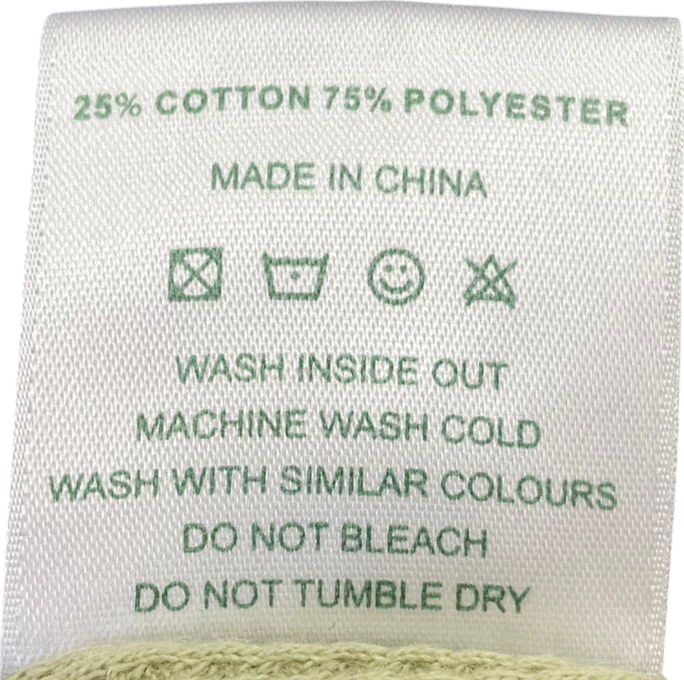 25% COTTON 75% POLYESTER
MADE IN CHINA
WASH INSIDE OUT
MACHINE WASH COLD
WASH WITH SIMILAR COLOURS
DO NOT BLEACH
DO NOT TUMBLE DRY